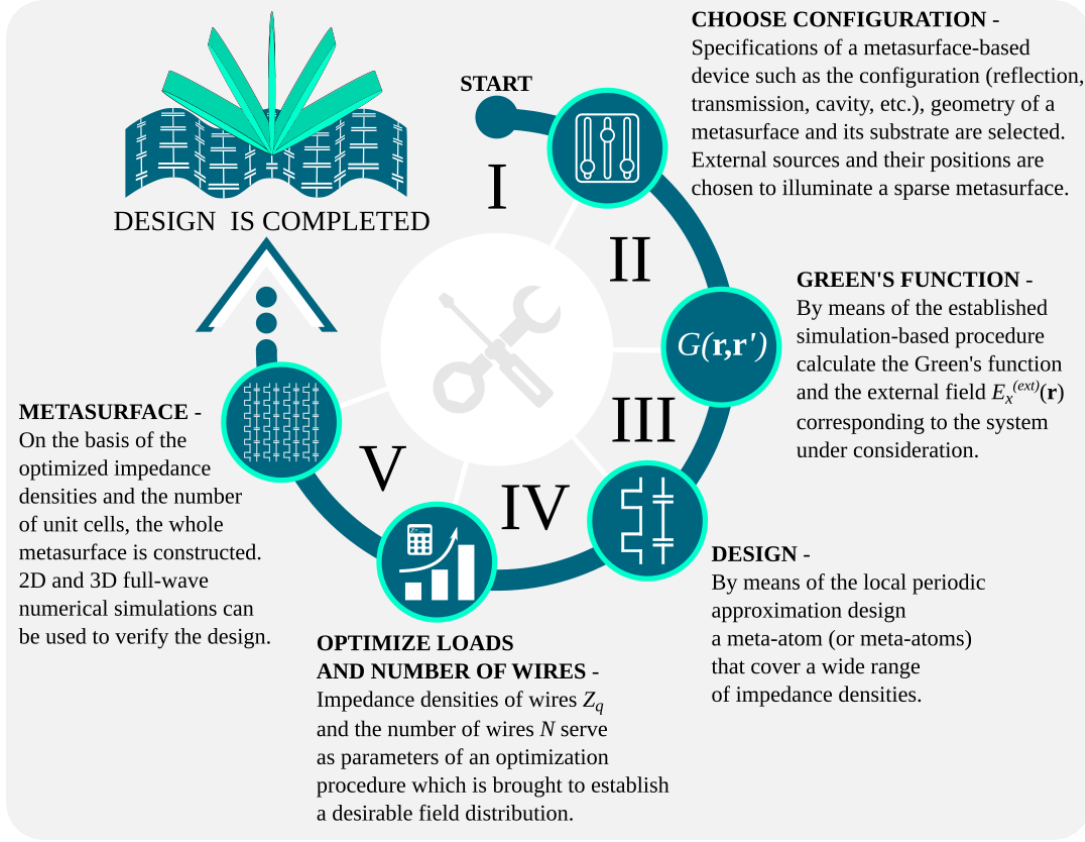 START
I
CHOOSE CONFIGURATION -
Specifications of a metasurface-based
device such as the configuration (reflection,
transmission, cavity, etc.), geometry of a
metasurface and its substrate are selected.
External sources and their positions are
chosen to illuminate a sparse metasurface.
II
G(r,r')
GREEN'S FUNCTION -
By means of the established
simulation-based procedure
calculate the Green's function
and the external field Eₓ⁽ᵉˣᵗ⁾(r)
corresponding to the system
under consideration.
III
DESIGN -
By means of the local periodic
approximation design
a meta-atom (or meta-atoms)
that cover a wide range
of impedance densities.
IV
OPTIMIZE LOADS
AND NUMBER OF WIRES -
Impedance densities of wires Z_q
and the number of wires N serve
as parameters of an optimization
procedure which is brought to establish
a desirable field distribution.
V
METASURFACE -
On the basis of the
optimized impedance
densities and the number
of unit cells, the whole
metasurface is constructed.
2D and 3D full-wave
numerical simulations can
be used to verify the design.
DESIGN IS COMPLETED